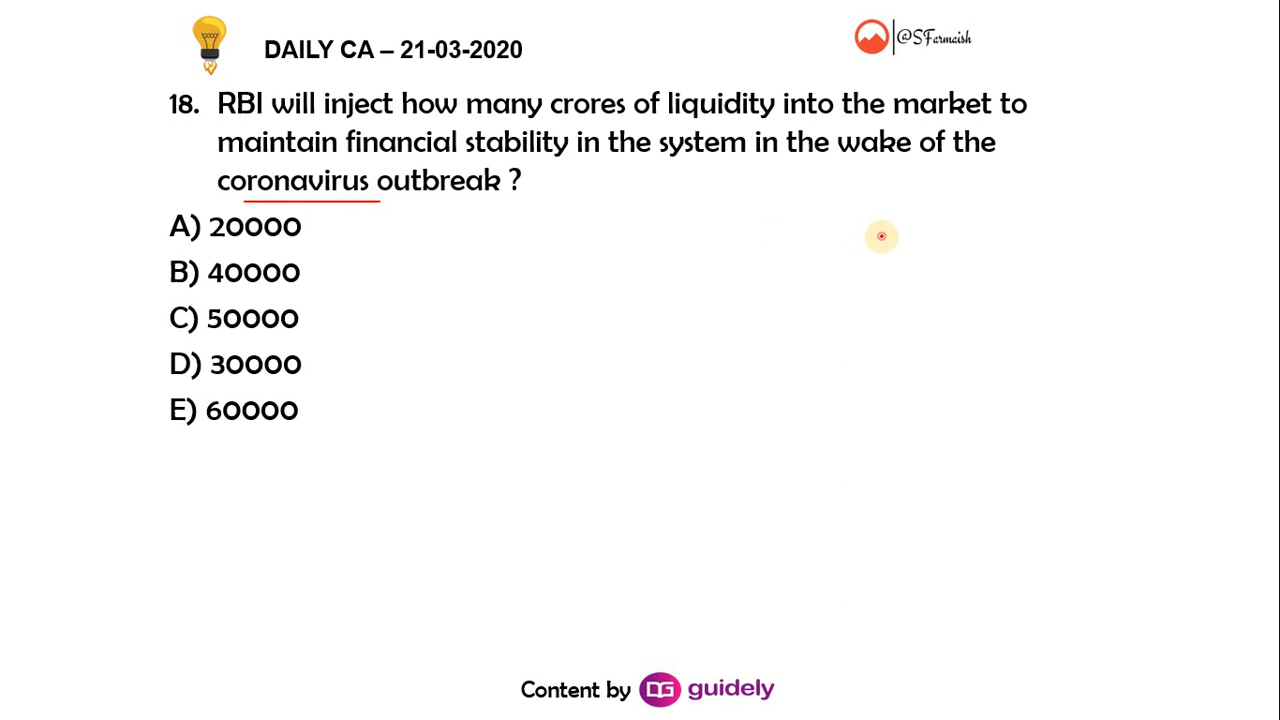 DAILY CA – 21-03-2020
@SFarmaish
18. RBI will inject how many crores of liquidity into the market to
maintain financial stability in the system in the wake of the
coronavirus outbreak ?
A) 20000
B) 40000
C) 50000
D) 30000
E) 60000
Content by DG guidely